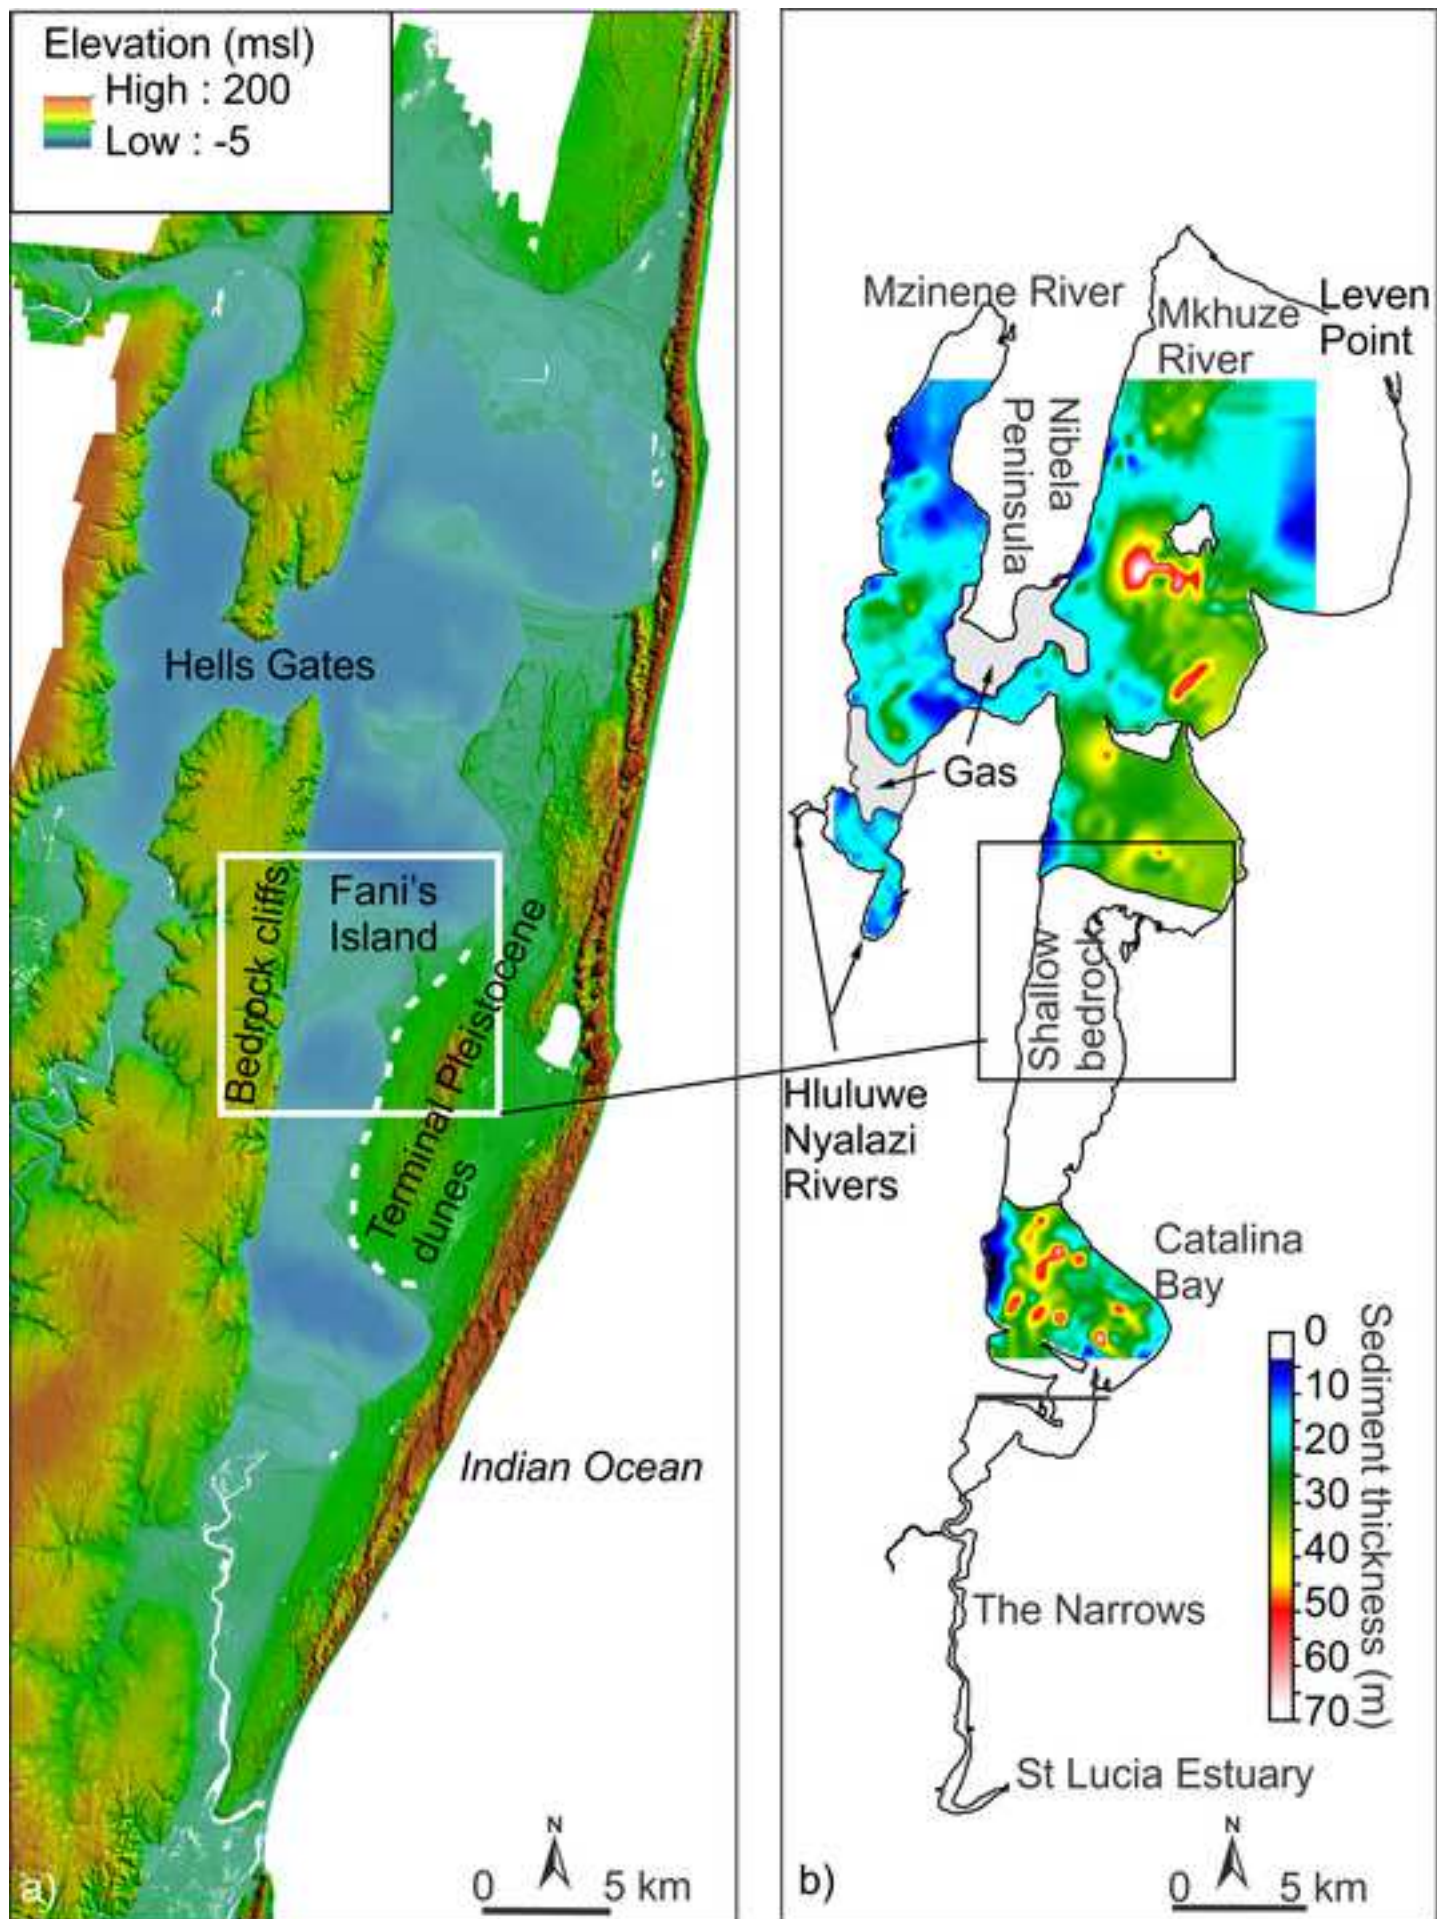 Elevation (msl)
High : 200
Low : -5
Hells Gates
Fani's
Island
Bedrock cliffs
Terminal Pleistocene
dunes
Indian Ocean
N
0 5 km
a)
Mzinene River
Mkhuze
River
Leven
Point
Nibela
Peninsula
Gas
Shallow
bedrock
Hluluwe
Nyalazi
Rivers
Catalina
Bay
Sediment thickness (m)
0
10
20
30
40
50
60
70
The Narrows
St Lucia Estuary
N
0 5 km
b)